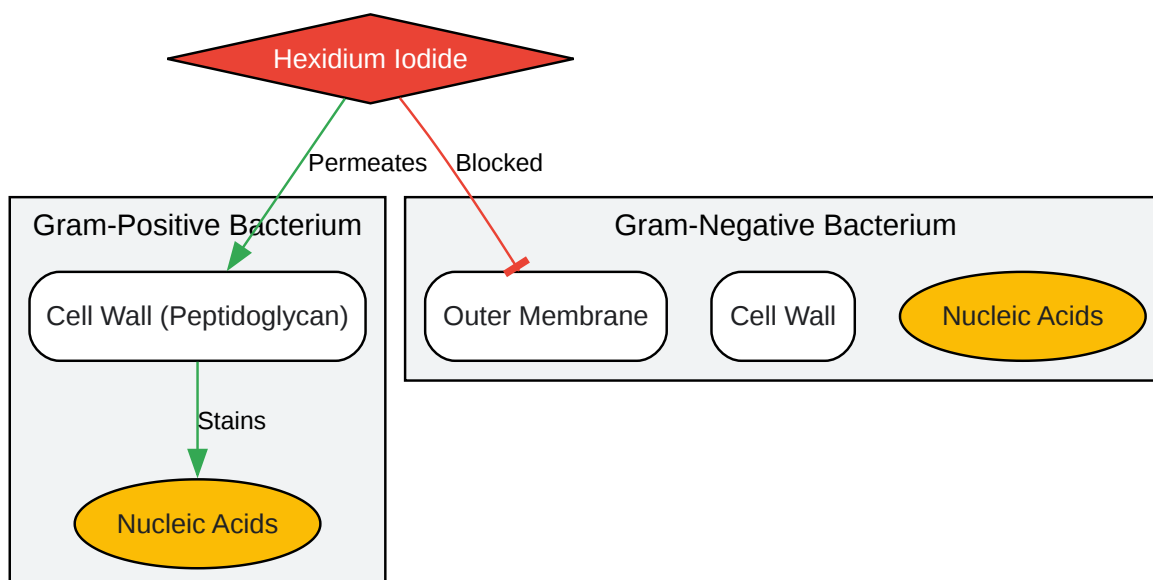 Hexidium Iodide
Permeates
Blocked
Gram-Positive Bacterium
Gram-Negative Bacterium
Cell Wall (Peptidoglycan)
Outer Membrane
Cell Wall
Nucleic Acids
Stains
Nucleic Acids